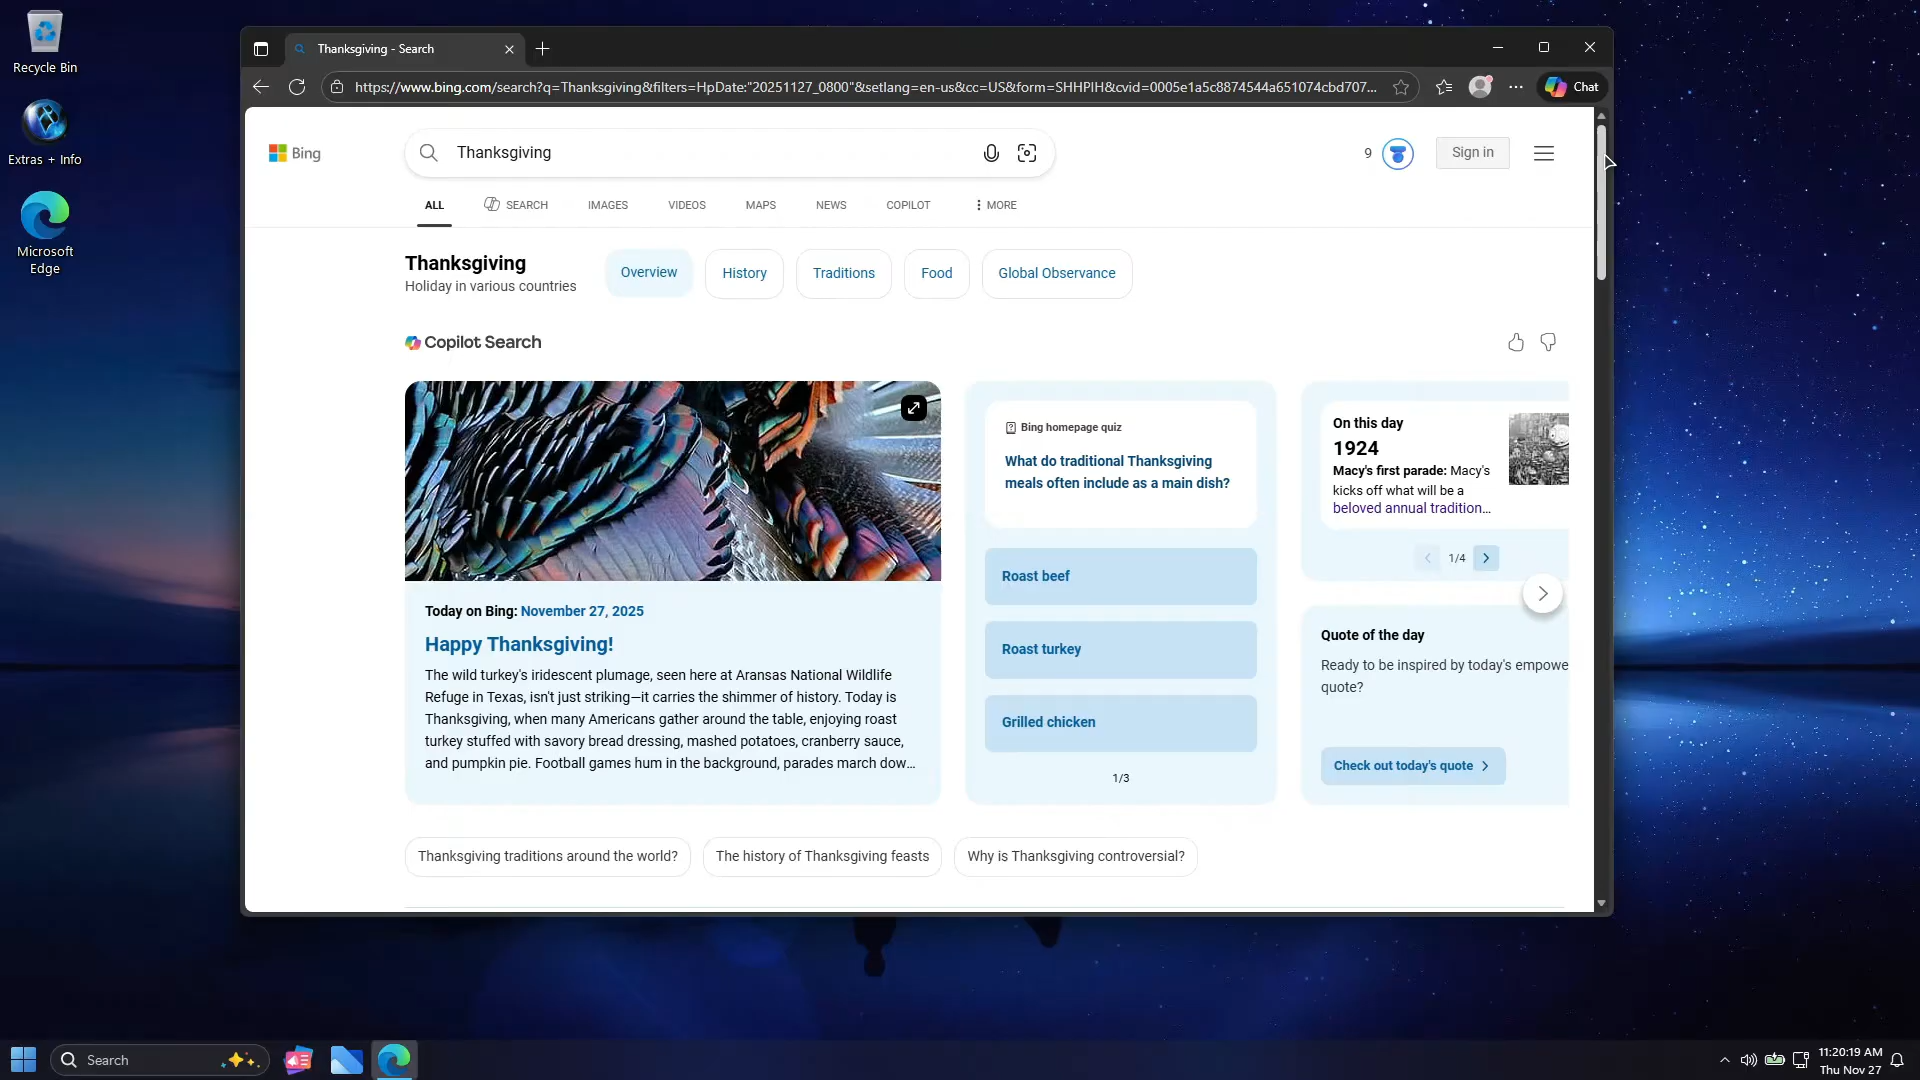 Recycle Bin
Extras + Info
Microsoft
Edge
Thanksgiving - Search
https://www.bing.com/search?q=Thanksgiving&filters=HpDate:"20251127_0800"&setlang=en-us&cc=US&form=SHHPIH&cvid=0005e1a5c8874544a651074cbd707...
Chat
Bing
Thanksgiving
9
Sign in
ALL
SEARCH
IMAGES
VIDEOS
MAPS
NEWS
COPILOT
MORE
Thanksgiving
Holiday in various countries
Overview
History
Traditions
Food
Global Observance
Copilot Search
Today on Bing: November 27, 2025
Happy Thanksgiving!
The wild turkey's iridescent plumage, seen here at Aransas National Wildlife
Refuge in Texas, isn't just striking—it carries the shimmer of history. Today is
Thanksgiving, when many Americans gather around the table, enjoying roast
turkey stuffed with savory bread dressing, mashed potatoes, cranberry sauce,
and pumpkin pie. Football games hum in the background, parades march dow...
Bing homepage quiz
What do traditional Thanksgiving
meals often include as a main dish?
Roast beef
Roast turkey
Grilled chicken
1/3
On this day
1924
Macy's first parade: Macy's
kicks off what will be a
beloved annual tradition...
1/4
Quote of the day
Ready to be inspired by today's empowe
quote?
Check out today's quote
Thanksgiving traditions around the world?
The history of Thanksgiving feasts
Why is Thanksgiving controversial?
Search
11:20:19 AM
Thu Nov 27